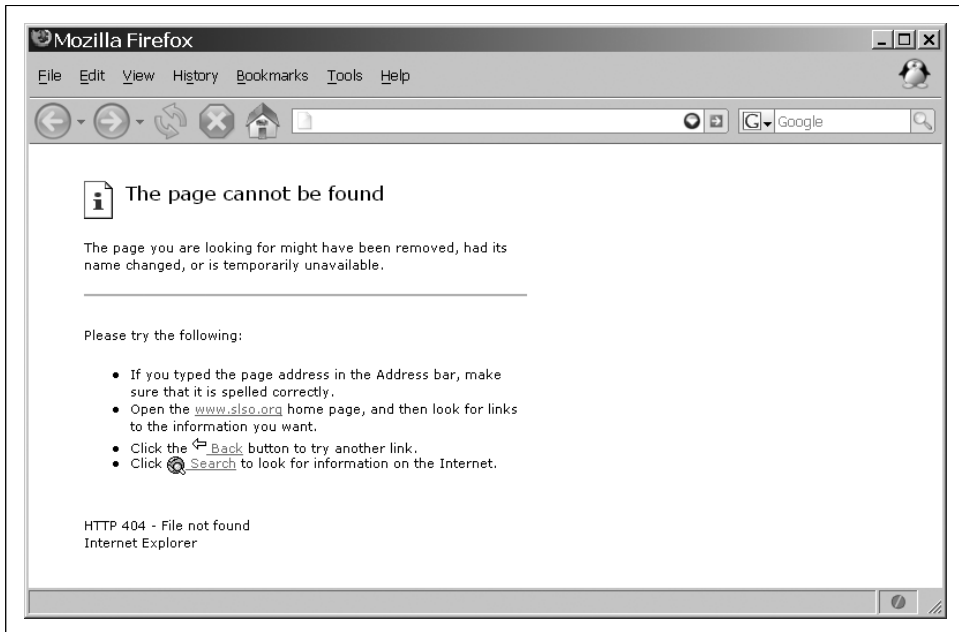 Mozilla Firefox
File Edit View History Bookmarks Tools Help
G Google
The page cannot be found
The page you are looking for might have been removed, had its
name changed, or is temporarily unavailable.
Please try the following:
• If you typed the page address in the Address bar, make
sure that it is spelled correctly.
• Open the www.slso.org home page, and then look for links
to the information you want.
• Click the Back button to try another link.
• Click Search to look for information on the Internet.
HTTP 404 - File not found
Internet Explorer